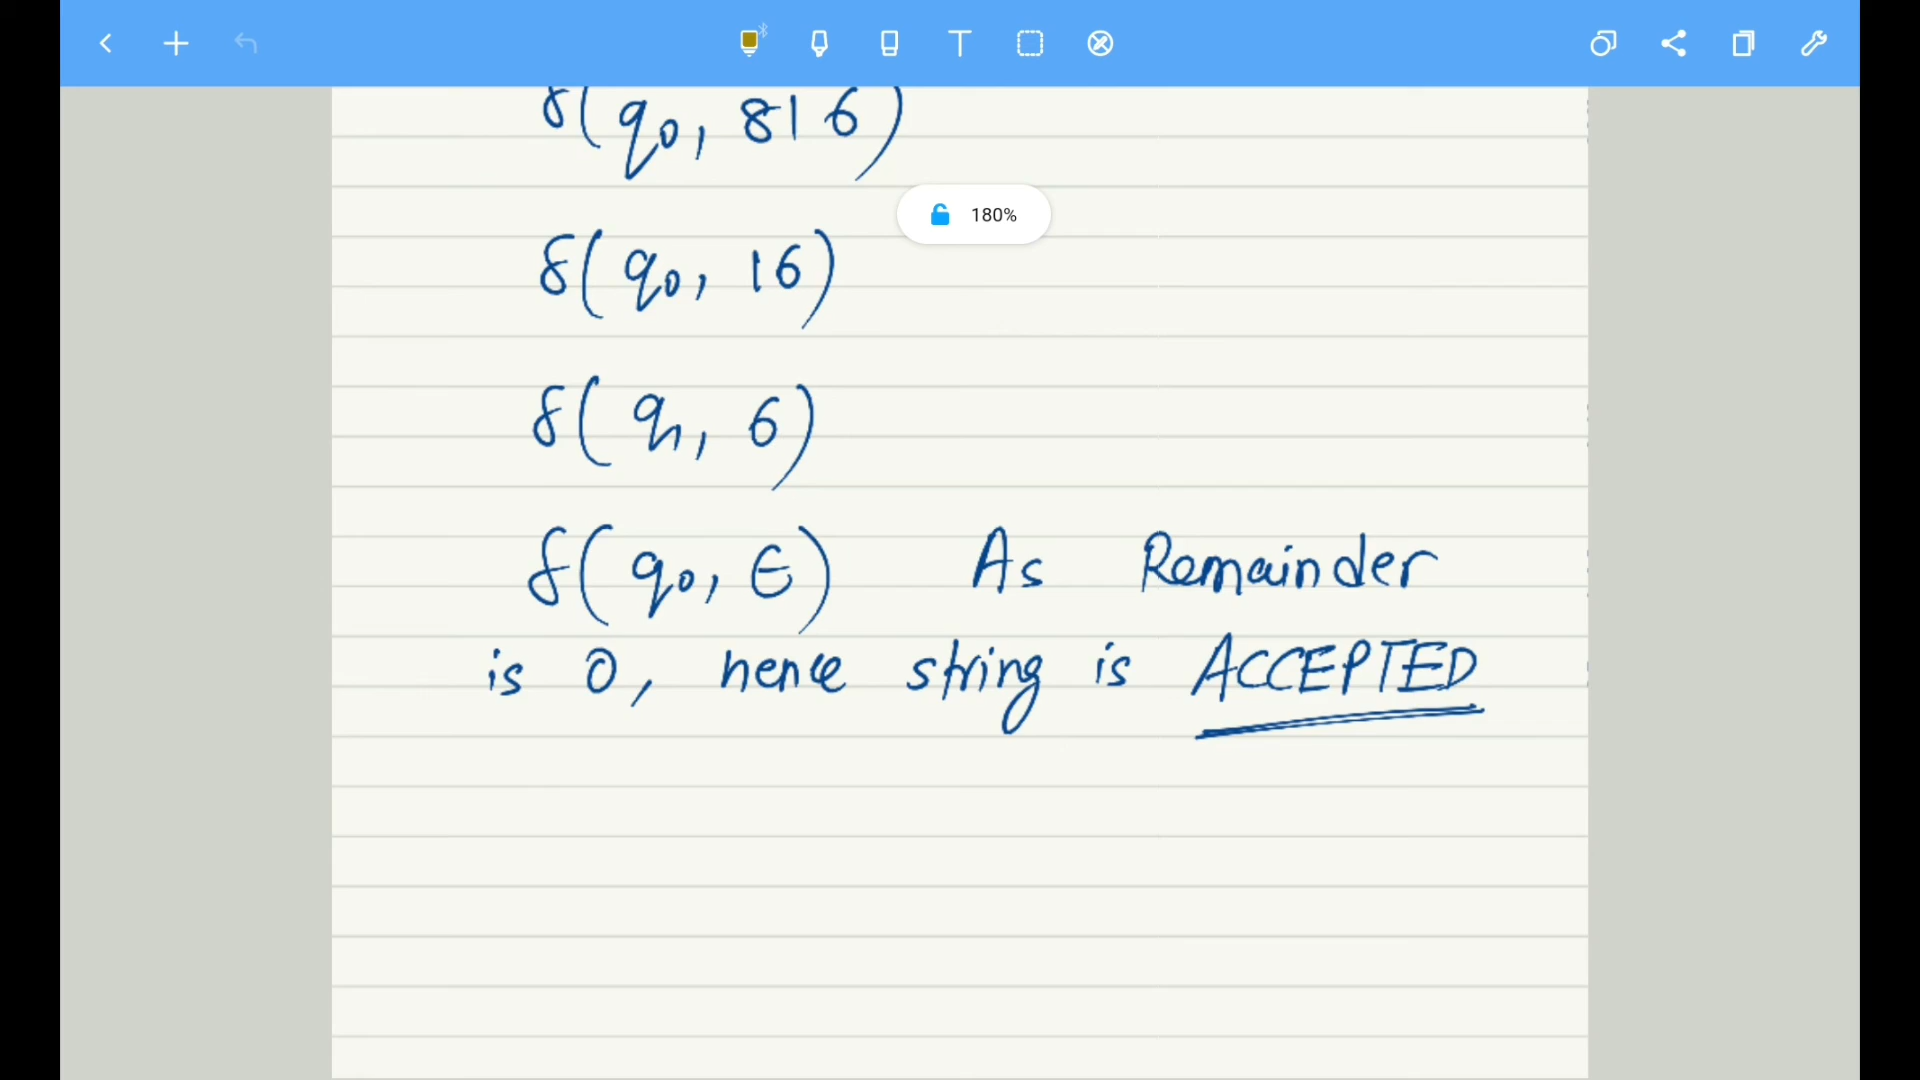 δ(q0, 816)
180%
δ(q0, 16)
δ(q1, 6)
δ(q0, ∈) As Remainder
is 0, hence string is ACCEPTED